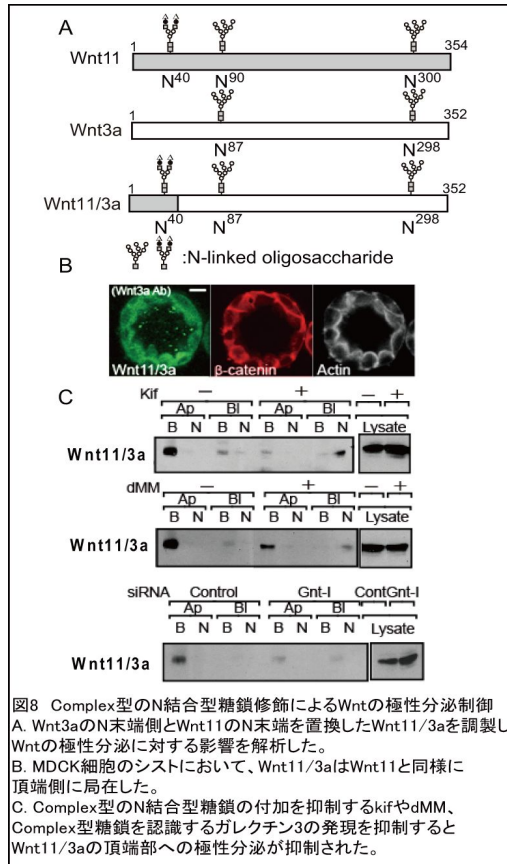 A
1
354
Wnt11
N40
N90
N300
1
352
Wnt3a
N87
N298
1
352
Wnt11/3a
N40
N87
N298
:N-linked oligosaccharide
B
(Wnt3a Ab)
Wnt11/3a
β-catenin
Actin
C
Kif － ＋ － ＋
Ap Bl Ap Bl Lysate
B N B N B N B N
Wnt11/3a
dMM － ＋ － ＋
Ap Bl Ap Bl Lysate
B N B N B N B N
Wnt11/3a
siRNA Control Gnt-I Cont Gnt-I
Ap Bl Ap Bl Lysate
B N B N B N B N
Wnt11/3a
図8 Complex型のN結合型糖鎖修飾によるWntの極性分泌制御
A. Wnt3aのN末端側とWnt11のN末端を置換したWnt11/3aを調製し
Wntの極性分泌に対する影響を解析した。
B. MDCK細胞のシストにおいて、Wnt11/3aはWnt11と同様に
頂端側に局在した。
C. Complex型のN結合型糖鎖の付加を抑制するkifやdMM、
Complex型糖鎖を認識するガレクチン3の発現を抑制すると
Wnt11/3aの頂端部への極性分泌が抑制された。